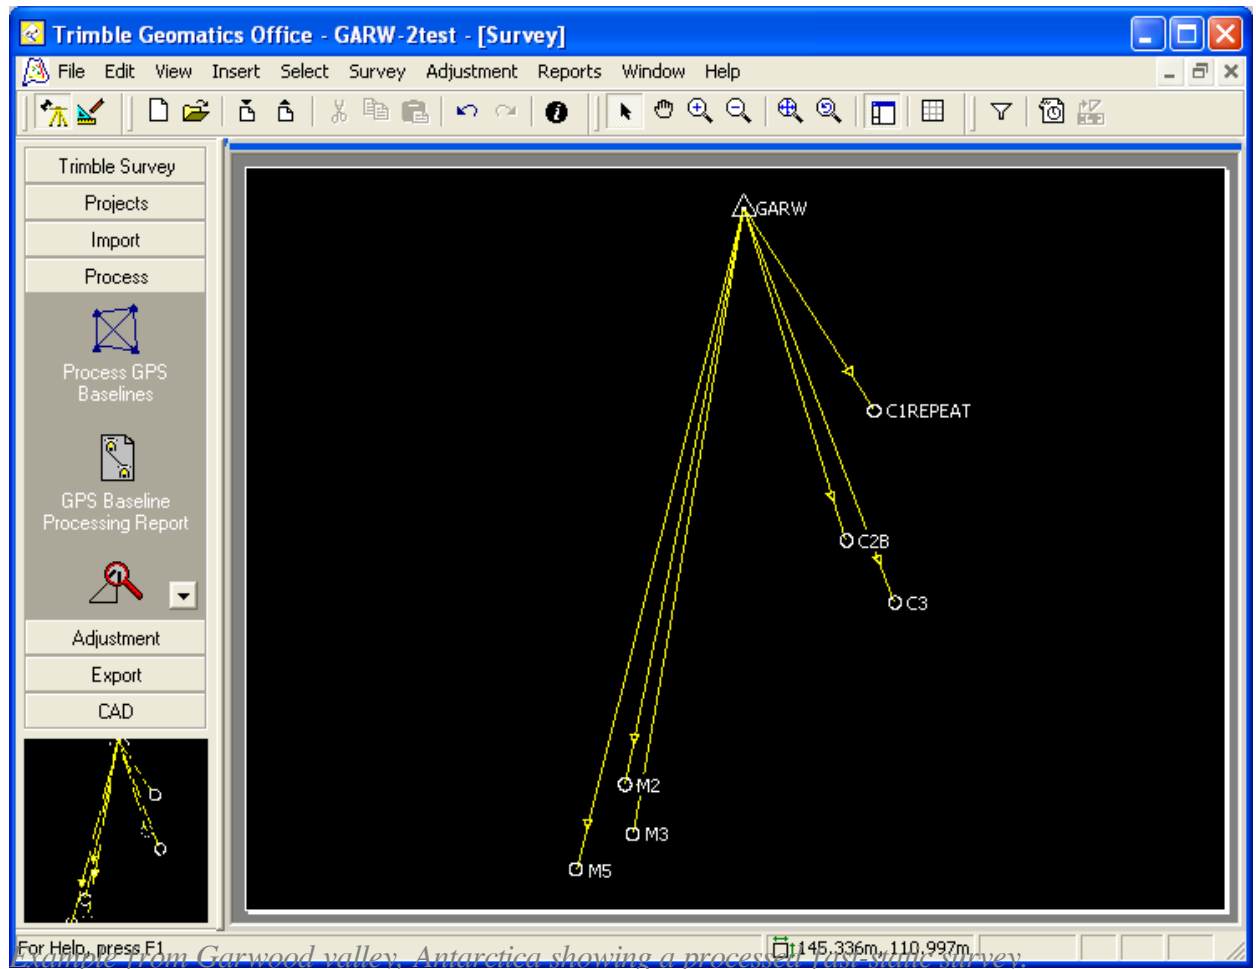 Trimble Geomatics Office - GARW-2test - [Survey]
File Edit View Insert Select Survey Adjustment Reports Window Help
Trimble Survey
Projects
Import
Process
Process GPS
Baselines
GPS Baseline
Processing Report
Adjustment
Export
CAD
GARW
C1REPEAT
C2B
C3
M2
M3
M5
For Help, press F1
145.336m, 110.997m
Example from Garwood valley, Antarctica showing a processed fast-static survey.